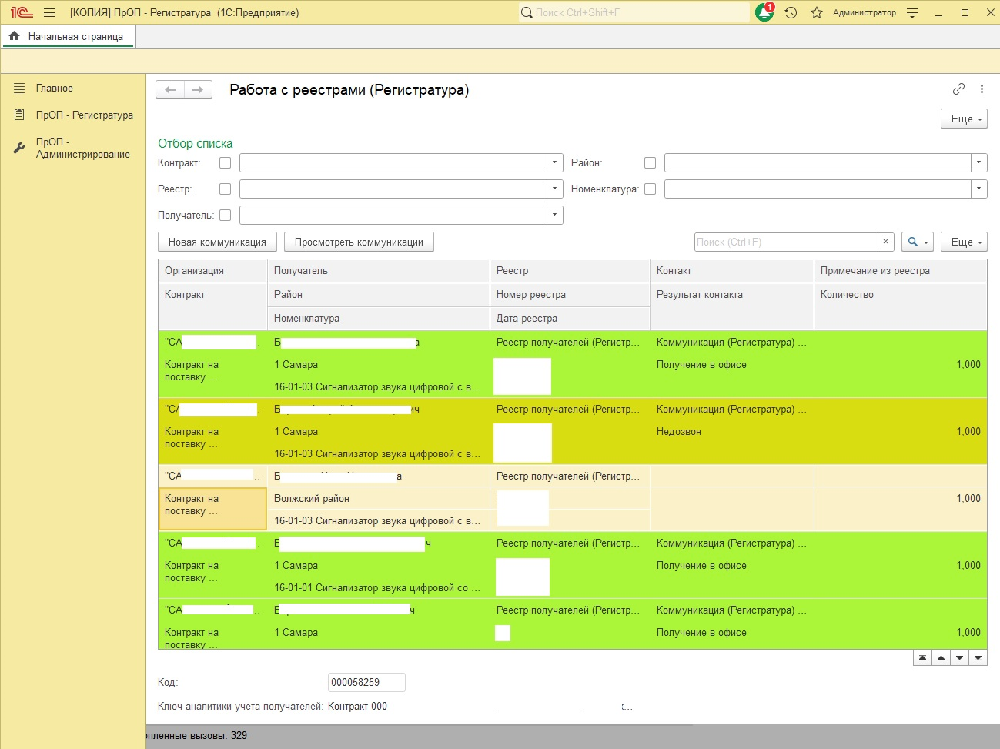 1С [КОПИЯ] ПрОП - Регистратура (1С:Предприятие) Поиск Ctrl+Shift+F 1 Администратор
Начальная страница
Главное
ПрОП - Регистратура
ПрОП -
Администрирование
Работа с реестрами (Регистратура)
Еще
Отбор списка
Контракт: Район:
Реестр: Номенклатура:
Получатель:
Новая коммуникация Просмотреть коммуникации Поиск (Ctrl+F) × Еще
Организация Получатель Реестр Контакт Примечание из реестра
Контракт Район Номер реестра Результат контакта Количество
Номенклатура Дата реестра
"СА . Б а Реестр получателей (Регистр... Коммуникация (Регистратура) ...
Контракт на 1 Самара Получение в офисе 1,000
поставку ...
16-01-03 Сигнализатор звука цифровой с в...
"СА . Б ич Реестр получателей (Регистр... Коммуникация (Регистратура) ...
Контракт на 1 Самара Недозвон 1,000
поставку ...
16-01-03 Сигнализатор звука цифровой с в...
"СА .. Б а Реестр получателей (Регистр...
Контракт на Волжский район 1,000
поставку ...
16-01-03 Сигнализатор звука цифровой с в...
"СА .. ч Реестр получателей (Регистр... Коммуникация (Регистратура) ...
Контракт на 1 Самара Получение в офисе 1,000
поставку ...
16-01-01 Сигнализатор звука цифровой со ...
"СА .. ч Реестр получателей (Регистр... Коммуникация (Регистратура) ...
Контракт на 1 Самара Получение в офисе 1,000
поставку ...
Код: 000058259
Ключ аналитики учета получателей: Контракт 000 ...
опленные вызовы: 329